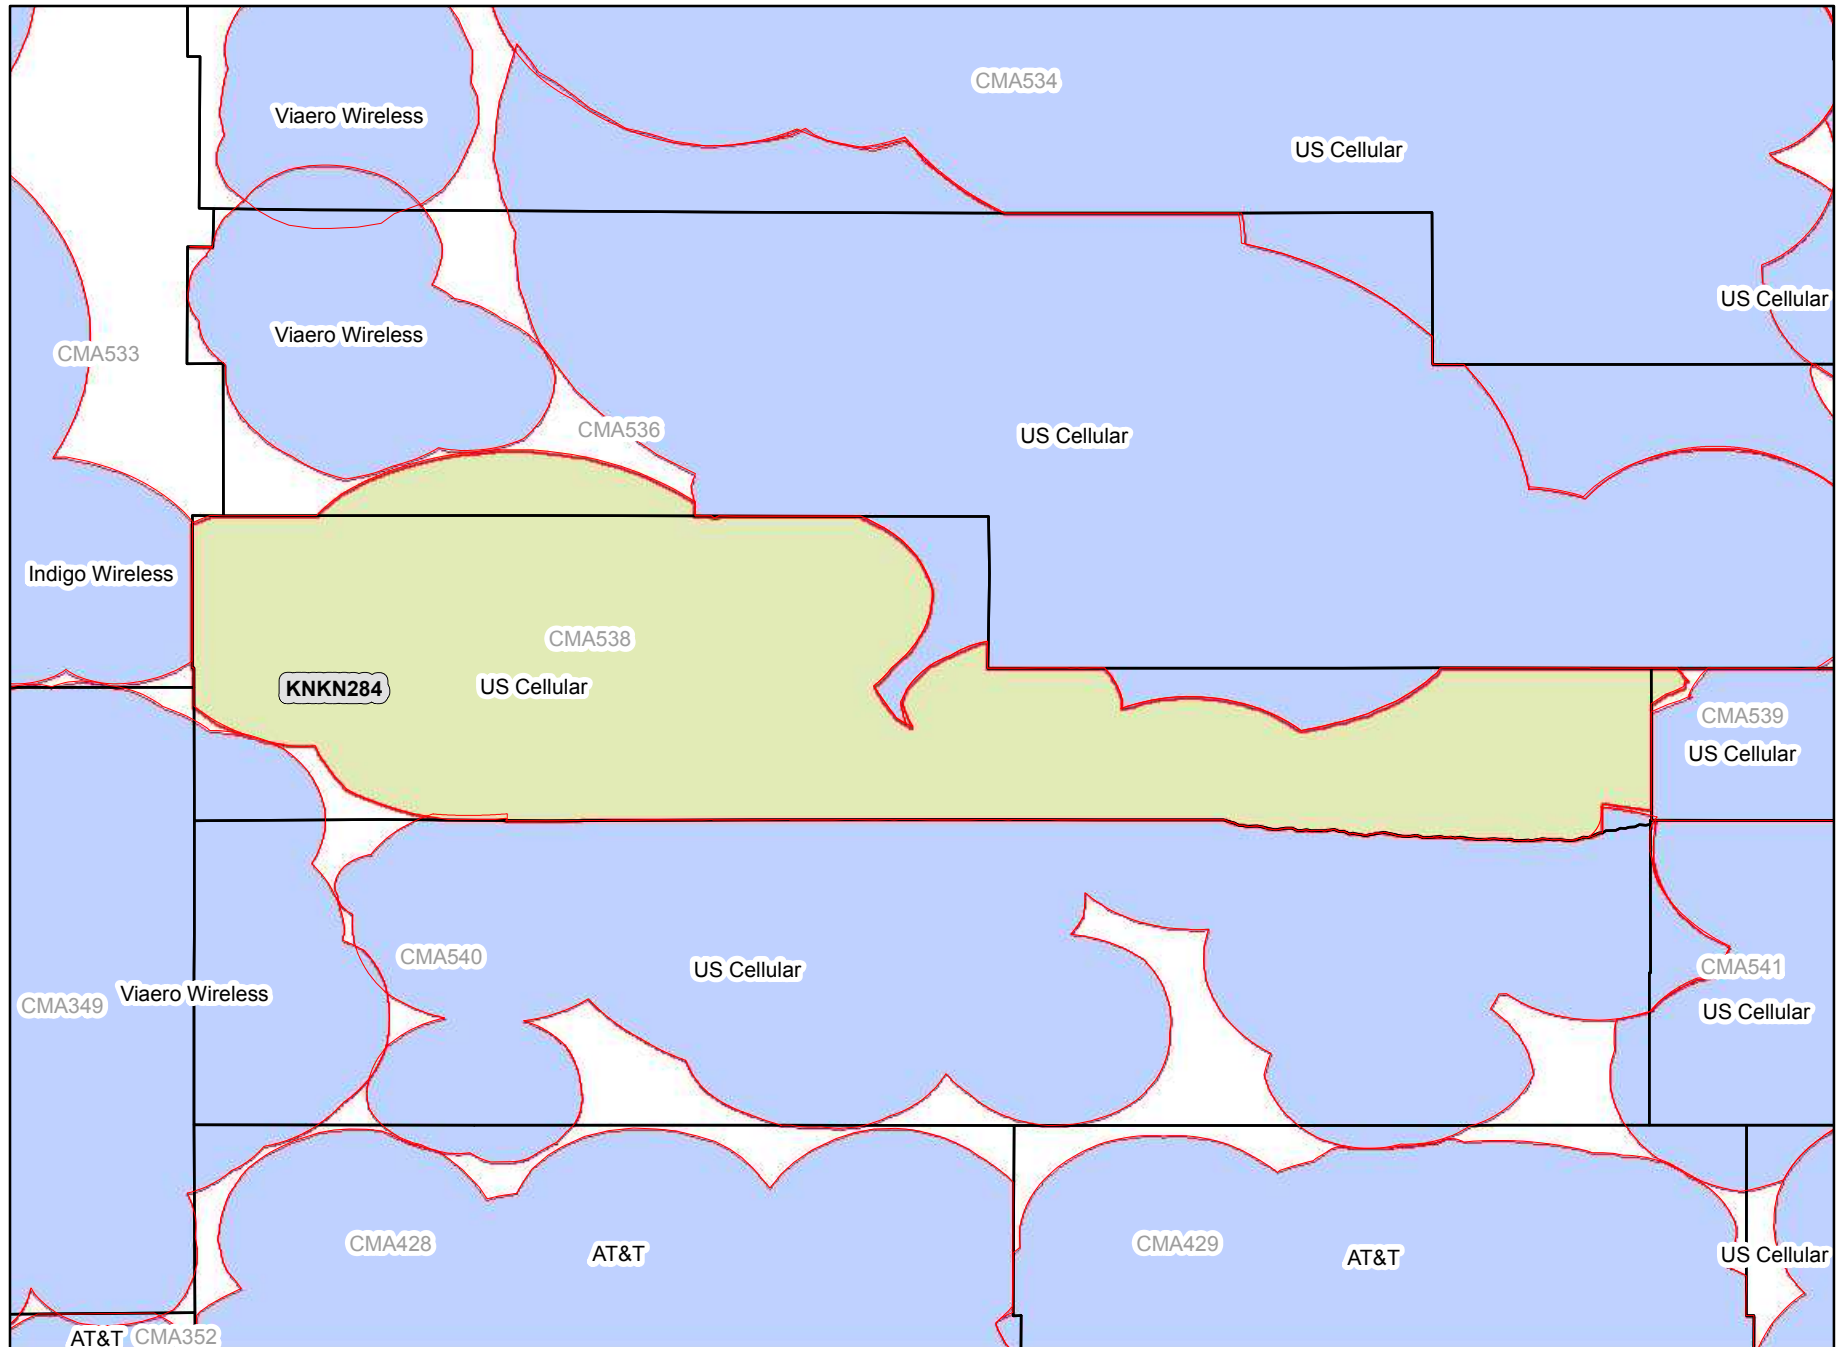 CMA534
Viaero Wireless
US Cellular
US Cellular
Viaero Wireless
CMA533
CMA536
US Cellular
Indigo Wireless
CMA538
KNKN284
US Cellular
CMA539
US Cellular
CMA540
US Cellular
CMA541
Viaero Wireless
CMA349
US Cellular
CMA428
AT&T
CMA429
AT&T
US Cellular
AT&T
CMA352